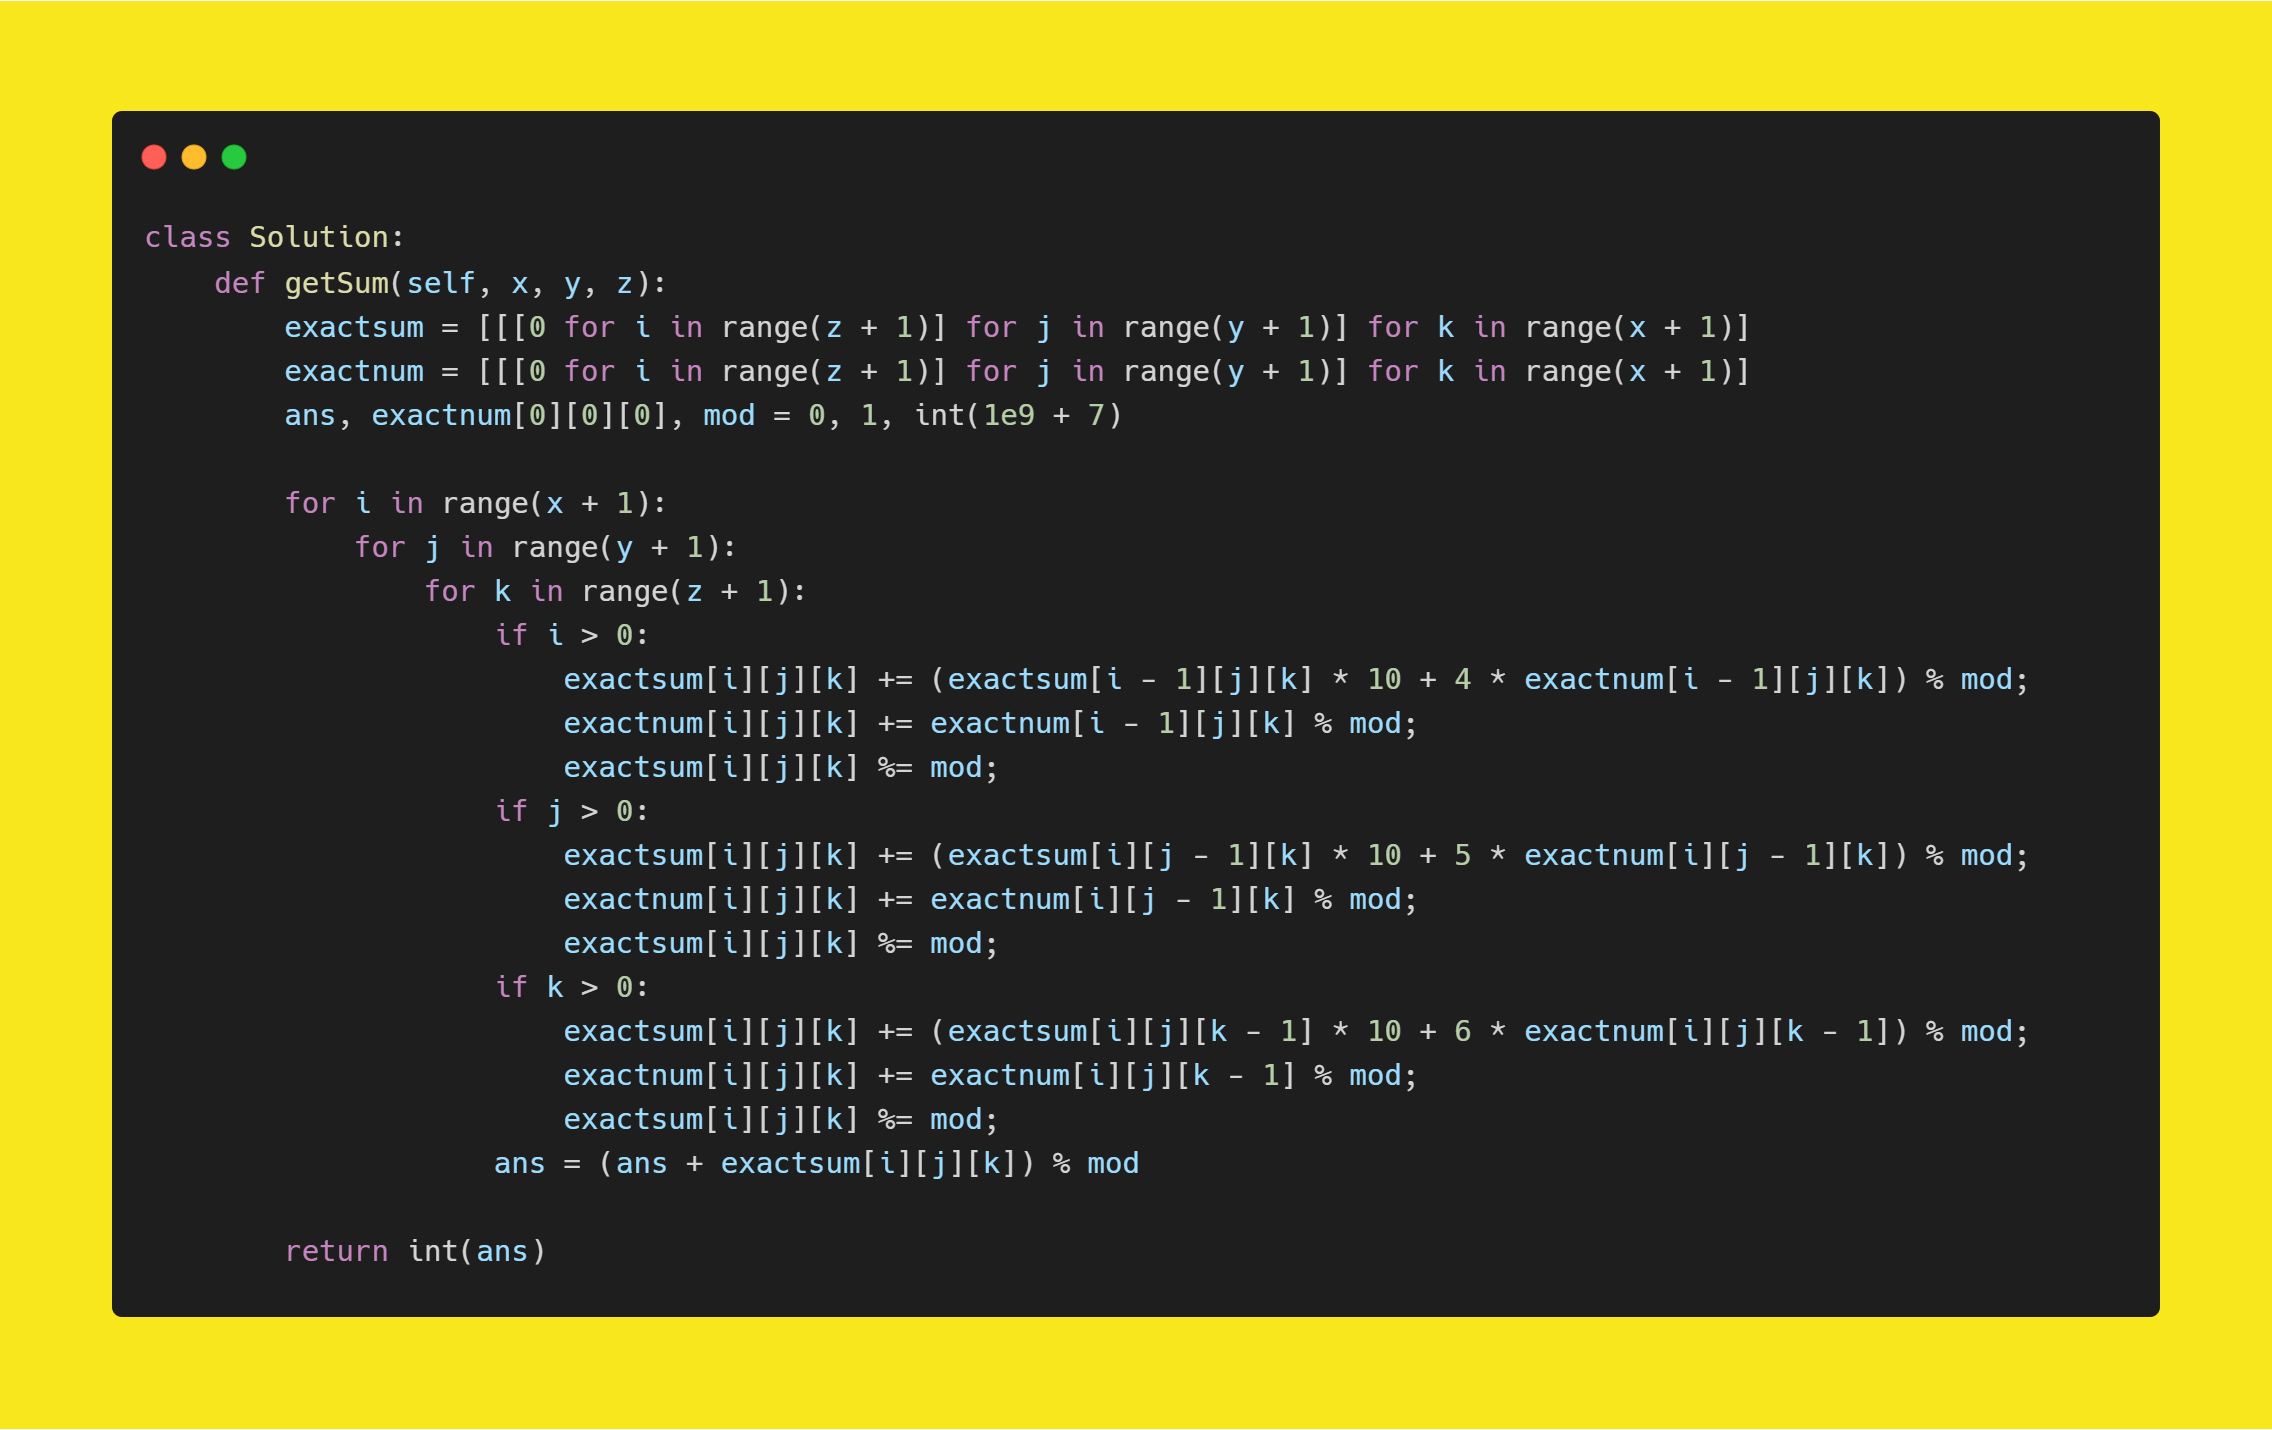 class Solution:
    def getSum(self, x, y, z):
        exactsum = [[[0 for i in range(z + 1)] for j in range(y + 1)] for k in range(x + 1)]
        exactnum = [[[0 for i in range(z + 1)] for j in range(y + 1)] for k in range(x + 1)]
        ans, exactnum[0][0][0], mod = 0, 1, int(1e9 + 7)

        for i in range(x + 1):
            for j in range(y + 1):
                for k in range(z + 1):
                    if i > 0:
                        exactsum[i][j][k] += (exactsum[i - 1][j][k] * 10 + 4 * exactnum[i - 1][j][k]) % mod;
                        exactnum[i][j][k] += exactnum[i - 1][j][k] % mod;
                        exactsum[i][j][k] %= mod;
                    if j > 0:
                        exactsum[i][j][k] += (exactsum[i][j - 1][k] * 10 + 5 * exactnum[i][j - 1][k]) % mod;
                        exactnum[i][j][k] += exactnum[i][j - 1][k] % mod;
                        exactsum[i][j][k] %= mod;
                    if k > 0:
                        exactsum[i][j][k] += (exactsum[i][j][k - 1] * 10 + 6 * exactnum[i][j][k - 1]) % mod;
                        exactnum[i][j][k] += exactnum[i][j][k - 1] % mod;
                        exactsum[i][j][k] %= mod;
                    ans = (ans + exactsum[i][j][k]) % mod

        return int(ans)